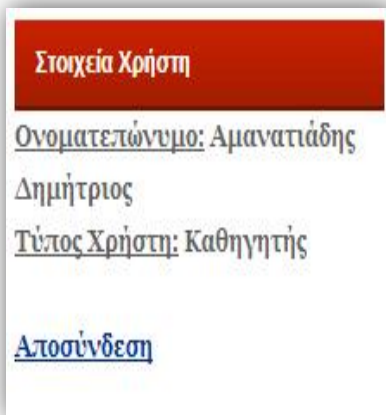 Στοιχεία Χρήστη
Ονοματεπώνυμο: Αμανατιάδης
Δημήτριος
Τύπος Χρήστη: Καθηγητής
Αποσύνδεση